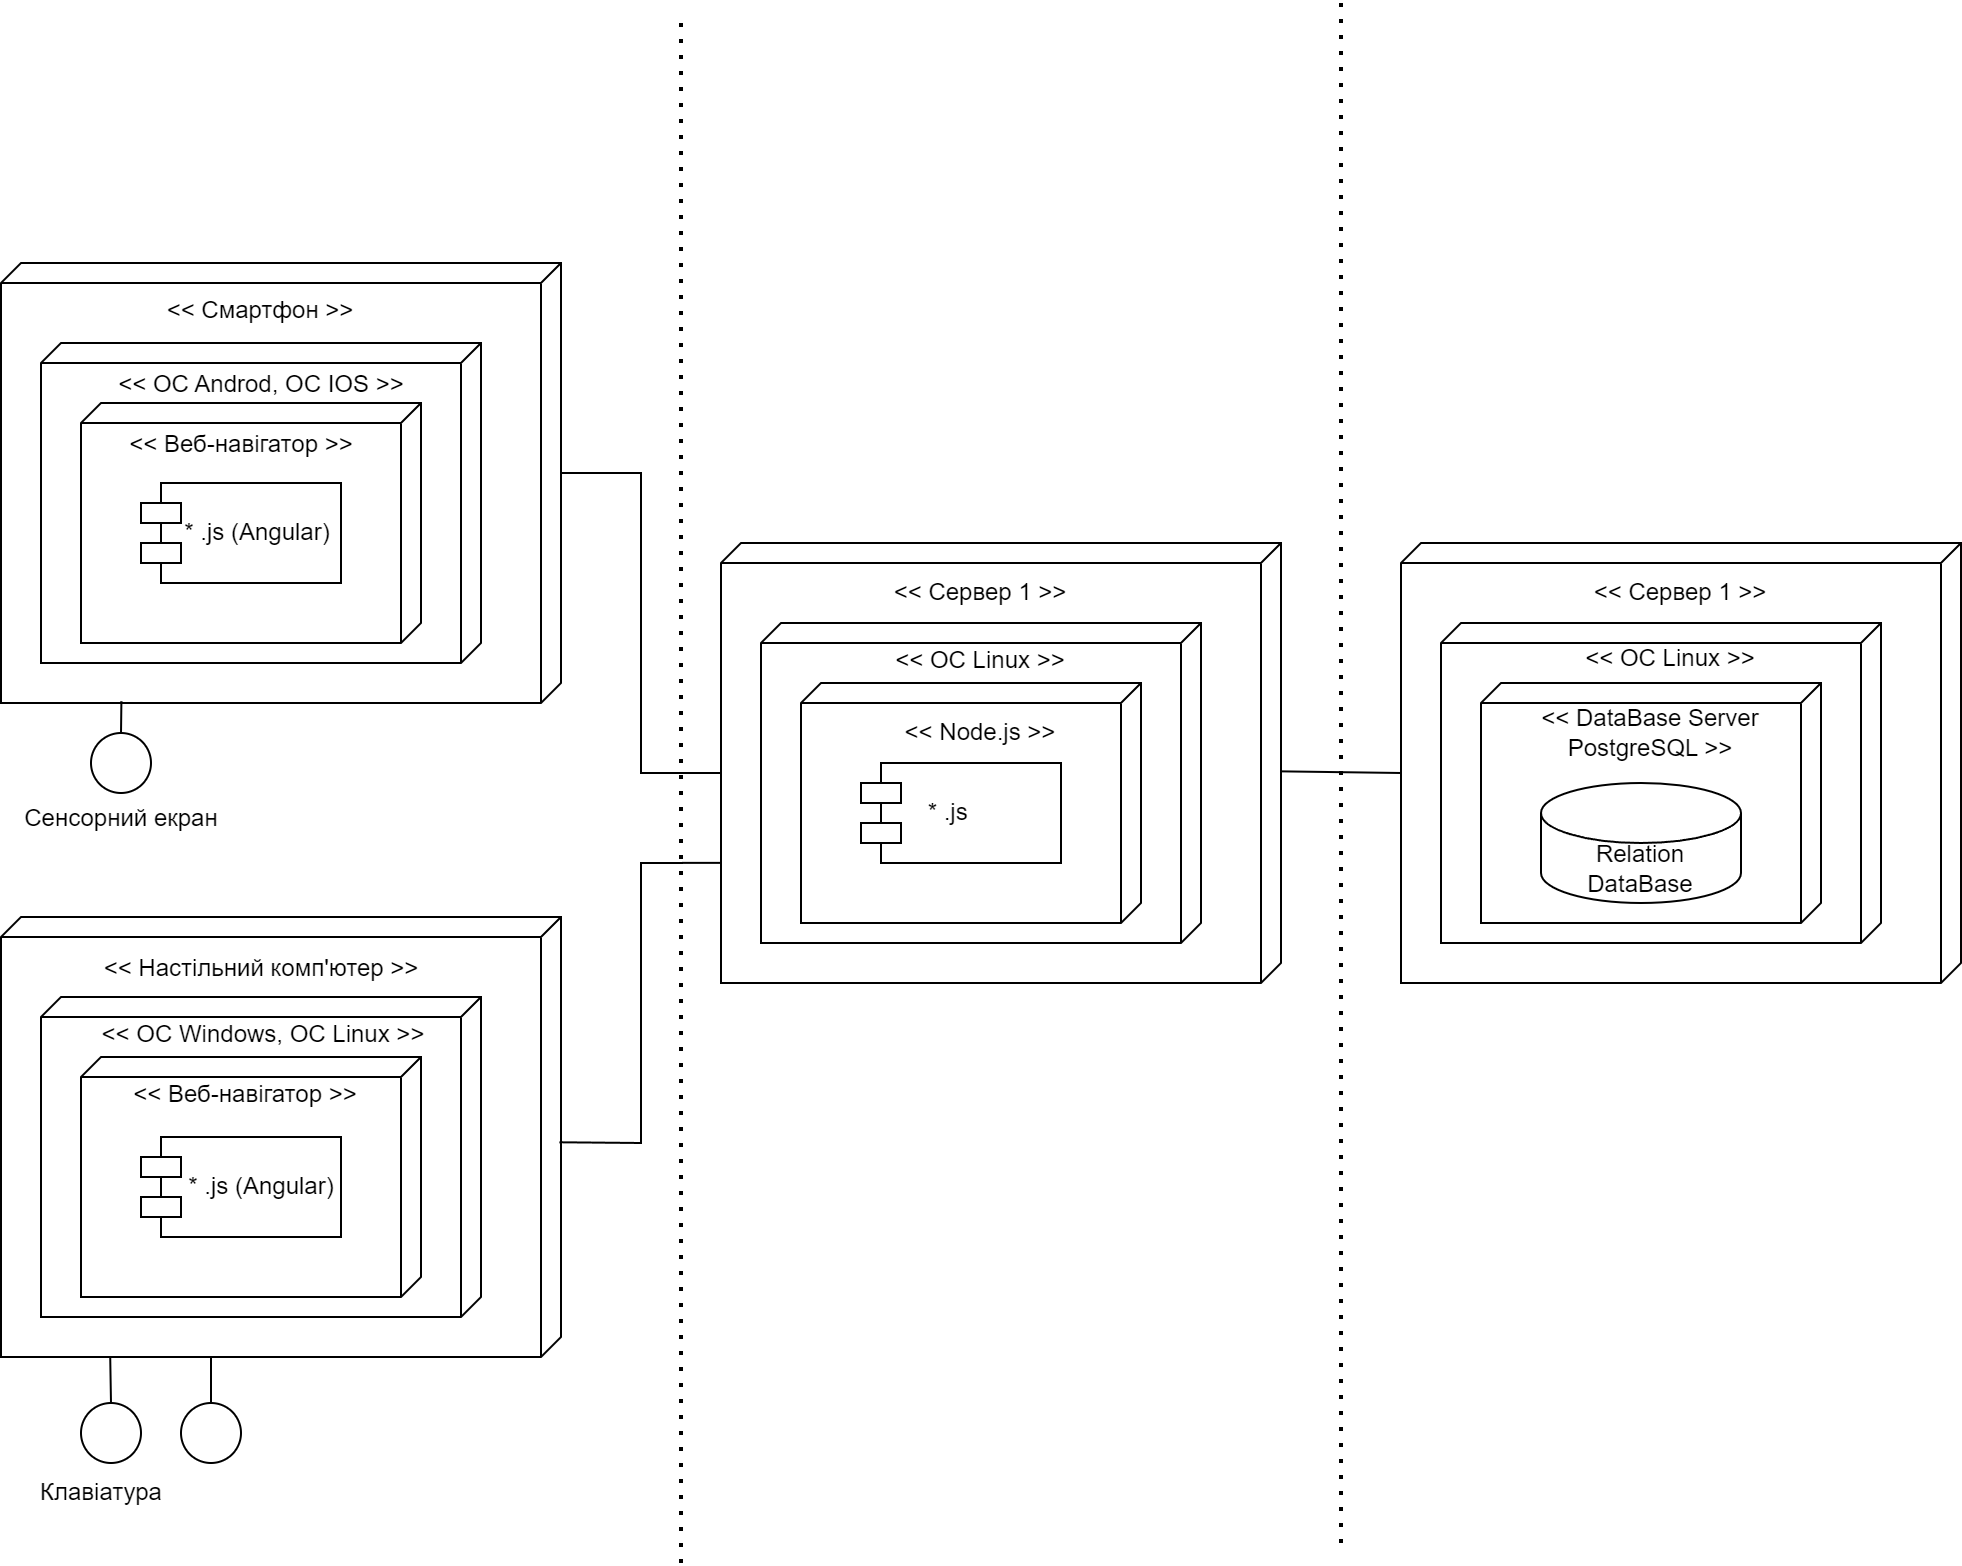 << Смартфон >>
<< ОС Androd, ОС IOS >>
<< Веб-навігатор >>
* .js (Angular)
Сенсорний екран
<< Настільний комп'ютер >>
<< ОС Windows, ОС Linux >>
<< Веб-навігатор >>
* .js (Angular)
Клавіатура
<< Сервер 1 >>
<< ОС Linux >>
<< Node.js >>
* .js
<< Сервер 1 >>
<< ОС Linux >>
<< DataBase Server
PostgreSQL >>
Relation
DataBase